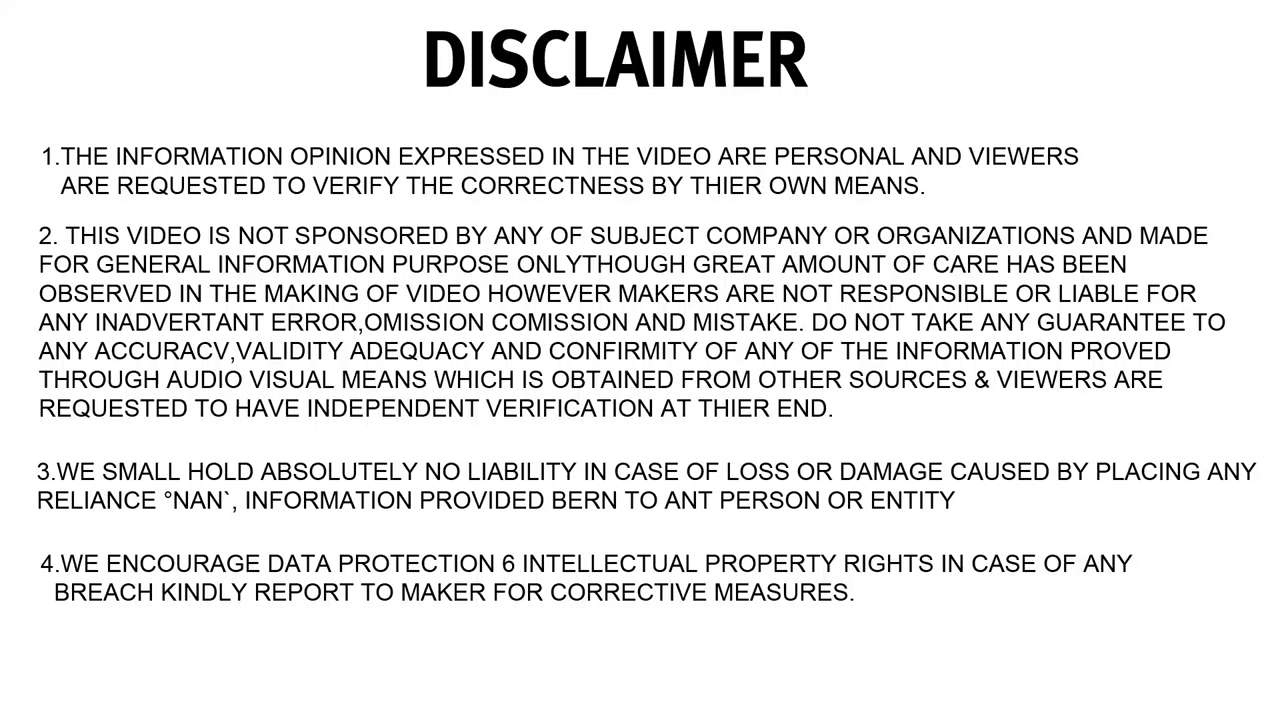 DISCLAIMER
1.THE INFORMATION OPINION EXPRESSED IN THE VIDEO ARE PERSONAL AND VIEWERS
ARE REQUESTED TO VERIFY THE CORRECTNESS BY THIER OWN MEANS.
2. THIS VIDEO IS NOT SPONSORED BY ANY OF SUBJECT COMPANY OR ORGANIZATIONS AND MADE
FOR GENERAL INFORMATION PURPOSE ONLYTHOUGH GREAT AMOUNT OF CARE HAS BEEN
OBSERVED IN THE MAKING OF VIDEO HOWEVER MAKERS ARE NOT RESPONSIBLE OR LIABLE FOR
ANY INADVERTANT ERROR,OMISSION COMISSION AND MISTAKE. DO NOT TAKE ANY GUARANTEE TO
ANY ACCURACV,VALIDITY ADEQUACY AND CONFIRMITY OF ANY OF THE INFORMATION PROVED
THROUGH AUDIO VISUAL MEANS WHICH IS OBTAINED FROM OTHER SOURCES & VIEWERS ARE
REQUESTED TO HAVE INDEPENDENT VERIFICATION AT THIER END.
3.WE SMALL HOLD ABSOLUTELY NO LIABILITY IN CASE OF LOSS OR DAMAGE CAUSED BY PLACING ANY
RELIANCE °NAN`, INFORMATION PROVIDED BERN TO ANT PERSON OR ENTITY
4.WE ENCOURAGE DATA PROTECTION 6 INTELLECTUAL PROPERTY RIGHTS IN CASE OF ANY
BREACH KINDLY REPORT TO MAKER FOR CORRECTIVE MEASURES.